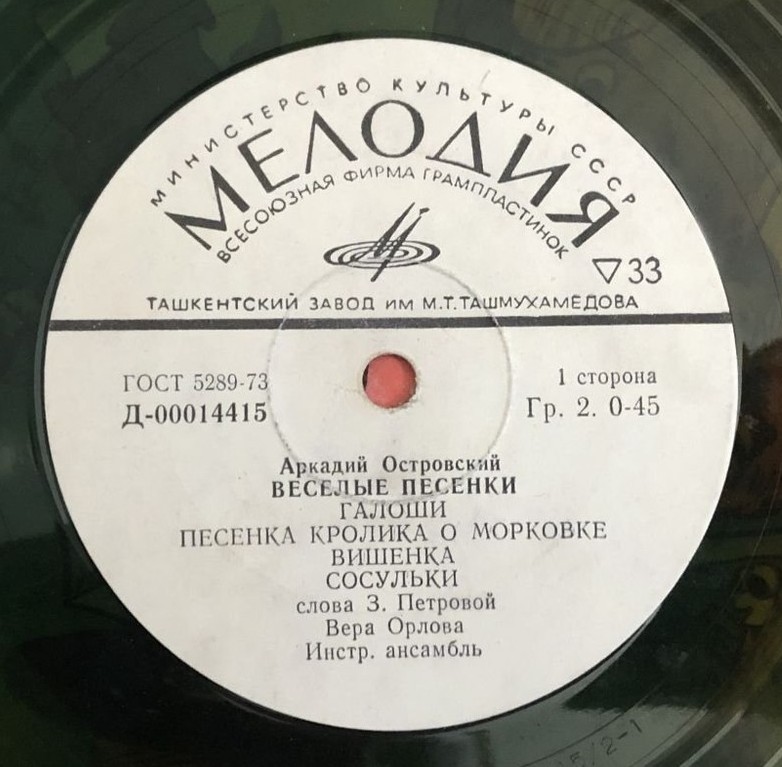 МИНИСТЕРСТВО КУЛЬТУРЫ СССР
МЕЛОДИЯ
ВСЕСОЮЗНАЯ ФИРМА ГРАМПЛАСТИНОК
▽33
ТАШКЕНТСКИЙ ЗАВОД ИМ М.Т.ТАШМУХАМЕДОВА
ГОСТ 5289-73
1 сторона
Д-00014415
Гр. 2. 0-45
Аркадий Островский
ВЕСЕЛЫЕ ПЕСЕНКИ
ГАЛОШИ
ПЕСЕНКА КРОЛИКА О МОРКОВКЕ
ВИШЕНКА
СОСУЛЬКИ
слова З. Петровой
Вера Орлова
Инстр. ансамбль